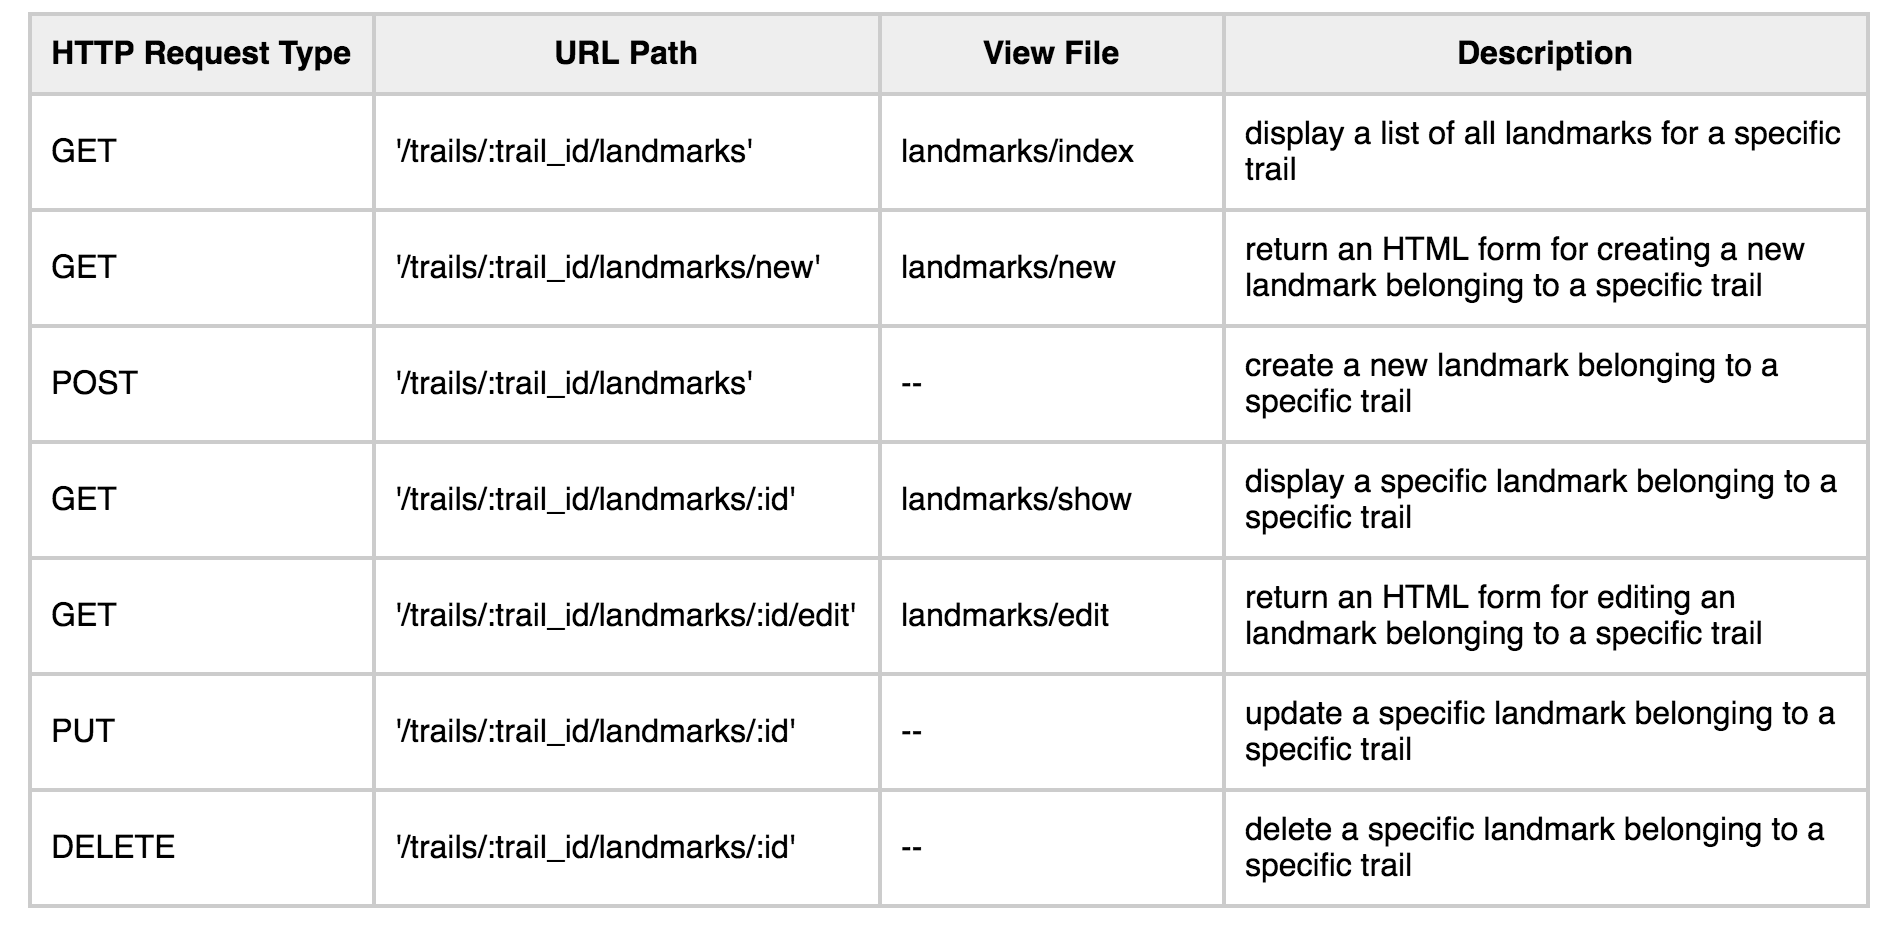 HTTP Request Type URL Path View File Description
GET '/trails/:trail_id/landmarks' landmarks/index display a list of all landmarks for a specific
trail
GET '/trails/:trail_id/landmarks/new' landmarks/new return an HTML form for creating a new
landmark belonging to a specific trail
POST '/trails/:trail_id/landmarks' -- create a new landmark belonging to a
specific trail
GET '/trails/:trail_id/landmarks/:id' landmarks/show display a specific landmark belonging to a
specific trail
GET '/trails/:trail_id/landmarks/:id/edit' landmarks/edit return an HTML form for editing an
landmark belonging to a specific trail
PUT '/trails/:trail_id/landmarks/:id' -- update a specific landmark belonging to a
specific trail
DELETE '/trails/:trail_id/landmarks/:id' -- delete a specific landmark belonging to a
specific trail